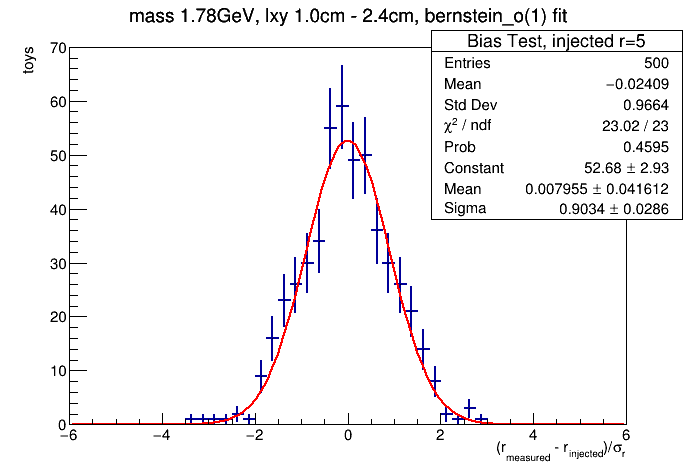 mass 1.78GeV, lxy 1.0cm - 2.4cm, bernstein_o(1) fit
toys
Bias Test, injected r=5
Entries 500
Mean −0.02409
Std Dev 0.9664
χ² / ndf 23.02 / 23
Prob 0.4595
Constant 52.68 ± 2.93
Mean 0.007955 ± 0.041612
Sigma 0.9034 ± 0.0286
70
60
50
40
30
20
10
0
−6 −4 −2 0 2 4 6
(r_measured - r_injected)/σ_r